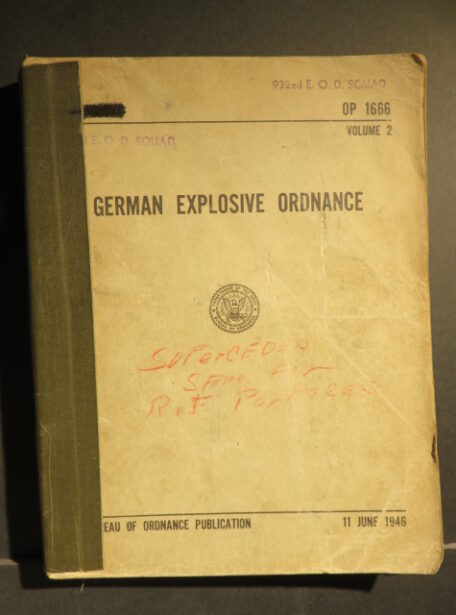 932nd E. O. D. SQUAD
OP 1666
VOLUME 2
E. O. D. SQUAD,
GERMAN EXPLOSIVE ORDNANCE
SUPERCEDED
SAVE FOR
REF PURPOSES
EAU OF ORDNANCE PUBLICATION
11 JUNE 1946